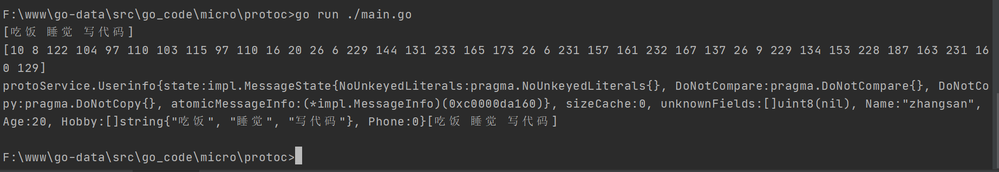 F:\www\go-data\src\go_code\micro\protoc>go run ./main.go
[吃饭 睡觉 写代码]
[10 8 122 104 97 110 103 115 97 110 16 20 26 6 229 144 131 233 165 173 26 6 231 157 161 232 167 137 26 9 229 134 153 228 187 163 231 16
0 129]
protoService.Userinfo{state:impl.MessageState{NoUnkeyedLiterals:pragma.NoUnkeyedLiterals{}, DoNotCompare:pragma.DoNotCompare{}, DoNotCo
py:pragma.DoNotCopy{}, atomicMessageInfo:(*impl.MessageInfo)(0xc0000da160)}, sizeCache:0, unknownFields:[]uint8(nil), Name:"zhangsan",
Age:20, Hobby:[]string{"吃饭", "睡觉", "写代码"}, Phone:0}[吃饭 睡觉 写代码]
F:\www\go-data\src\go_code\micro\protoc>